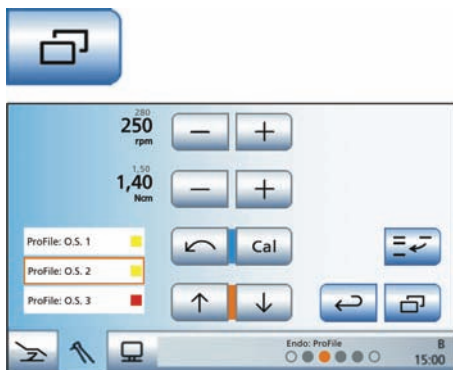 280
250
rpm
1,50
1,40
Ncm
ProFile: O.S. 1
Cal
ProFile: O.S. 2
ProFile: O.S. 3
Endo: ProFile
B
15:00